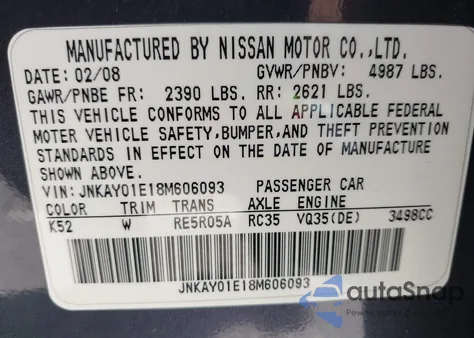 MANUFACTURED BY NISSAN MOTOR CO.,LTD.
DATE: 02/08 GVWR/PNBV: 4987 LBS.
GAWR/PNBE FR: 2390 LBS. RR: 2621 LBS.
THIS VEHICLE CONFORMS TO ALL APPLICABLE FEDERAL
MOTOR VEHICLE SAFETY,BUMPER,AND THEFT PREVENTION
STANDARDS IN EFFECT ON THE DATE OF MANUFACTURE
SHOWN ABOVE.
VIN: JNKAY01E18M606093 PASSENGER CAR
COLOR TRIM TRANS AXLE ENGINE
K52 W RE5R05A RC35 VQ35(DE) 3498CC
JNKAY01E18M606093
autoSnap